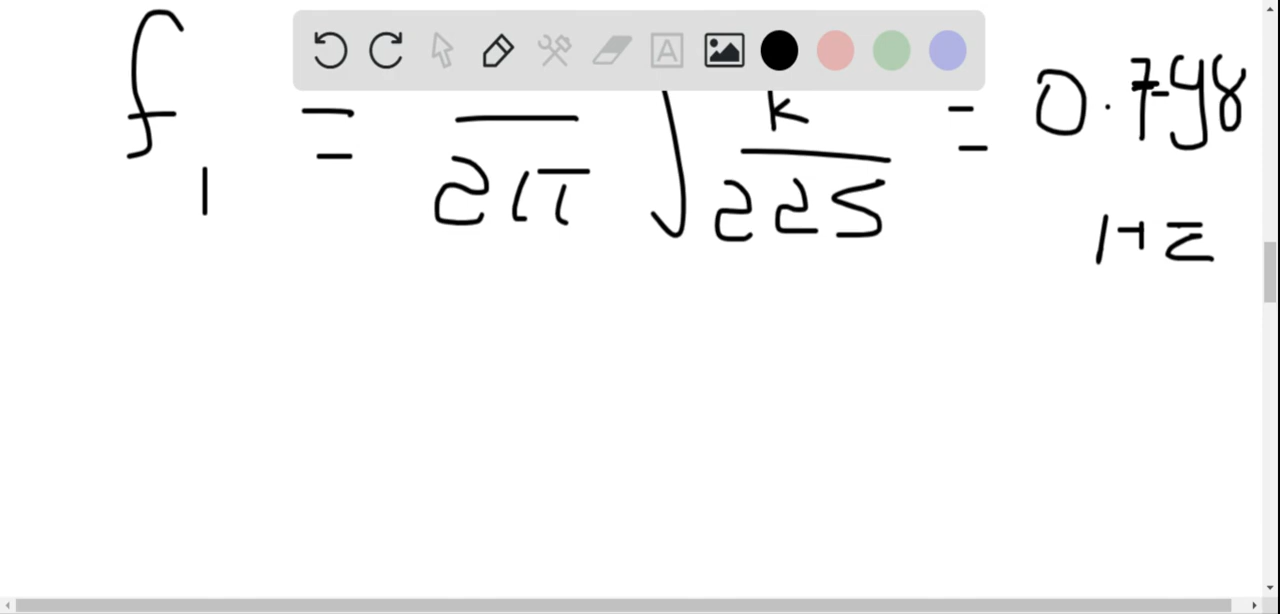 f₁ = 1/2π √(k/225) = 0.798
Hz